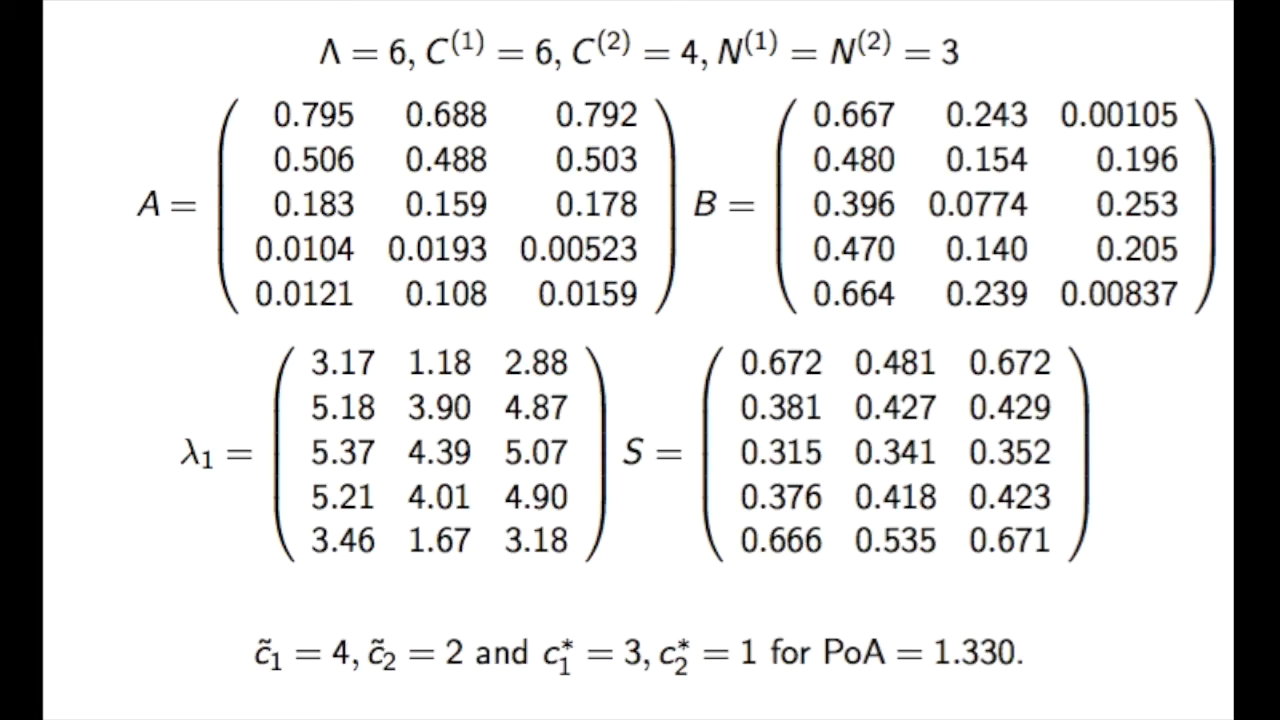 Λ = 6, C^(1) = 6, C^(2) = 4, N^(1) = N^(2) = 3
A = ( 0.795 0.688 0.792 ) B = ( 0.667 0.243 0.00105 )
0.506 0.488 0.503 0.480 0.154 0.196
0.183 0.159 0.178 0.396 0.0774 0.253
0.0104 0.0193 0.00523 0.470 0.140 0.205
0.0121 0.108 0.0159 0.664 0.239 0.00837
λ₁ = ( 3.17 1.18 2.88 ) S = ( 0.672 0.481 0.672 )
5.18 3.90 4.87 0.381 0.427 0.429
5.37 4.39 5.07 0.315 0.341 0.352
5.21 4.01 4.90 0.376 0.418 0.423
3.46 1.67 3.18 0.666 0.535 0.671
c̃₁ = 4, c̃₂ = 2 and c₁* = 3, c₂* = 1 for PoA = 1.330.